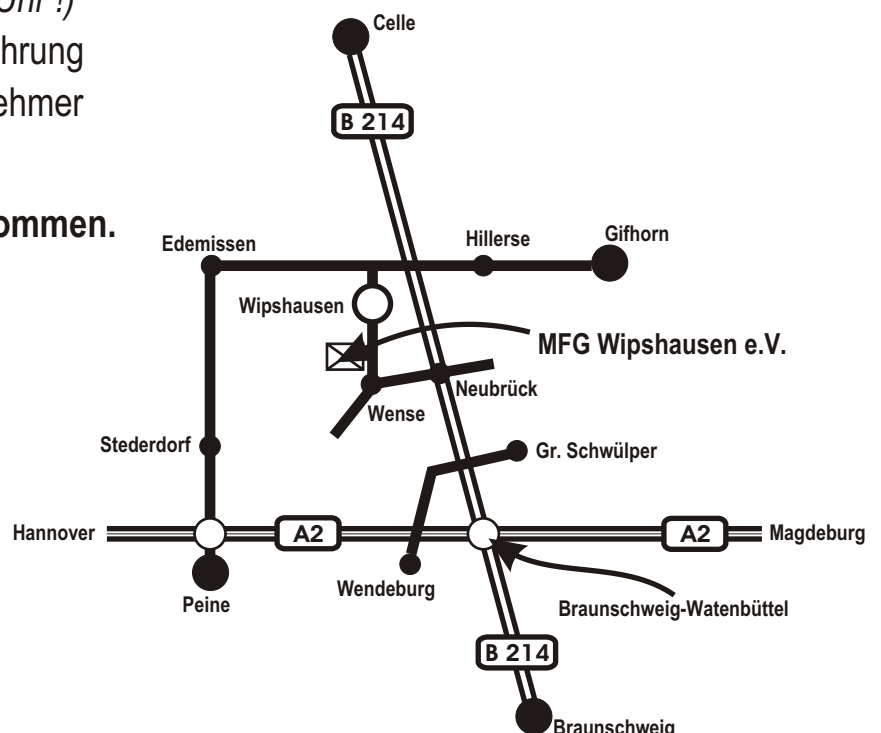 Uhr !)
hrung
ehmer
ommen.
Celle
B 214
Edemissen
Hillerse
Gifhorn
Wipshausen
MFG Wipshausen e.V.
Neubrück
Wense
Stederdorf
Gr. Schwülper
Hannover
A2
A2
Magdeburg
Wendeburg
Peine
Braunschweig-Watenbüttel
B 214
Braunschweig